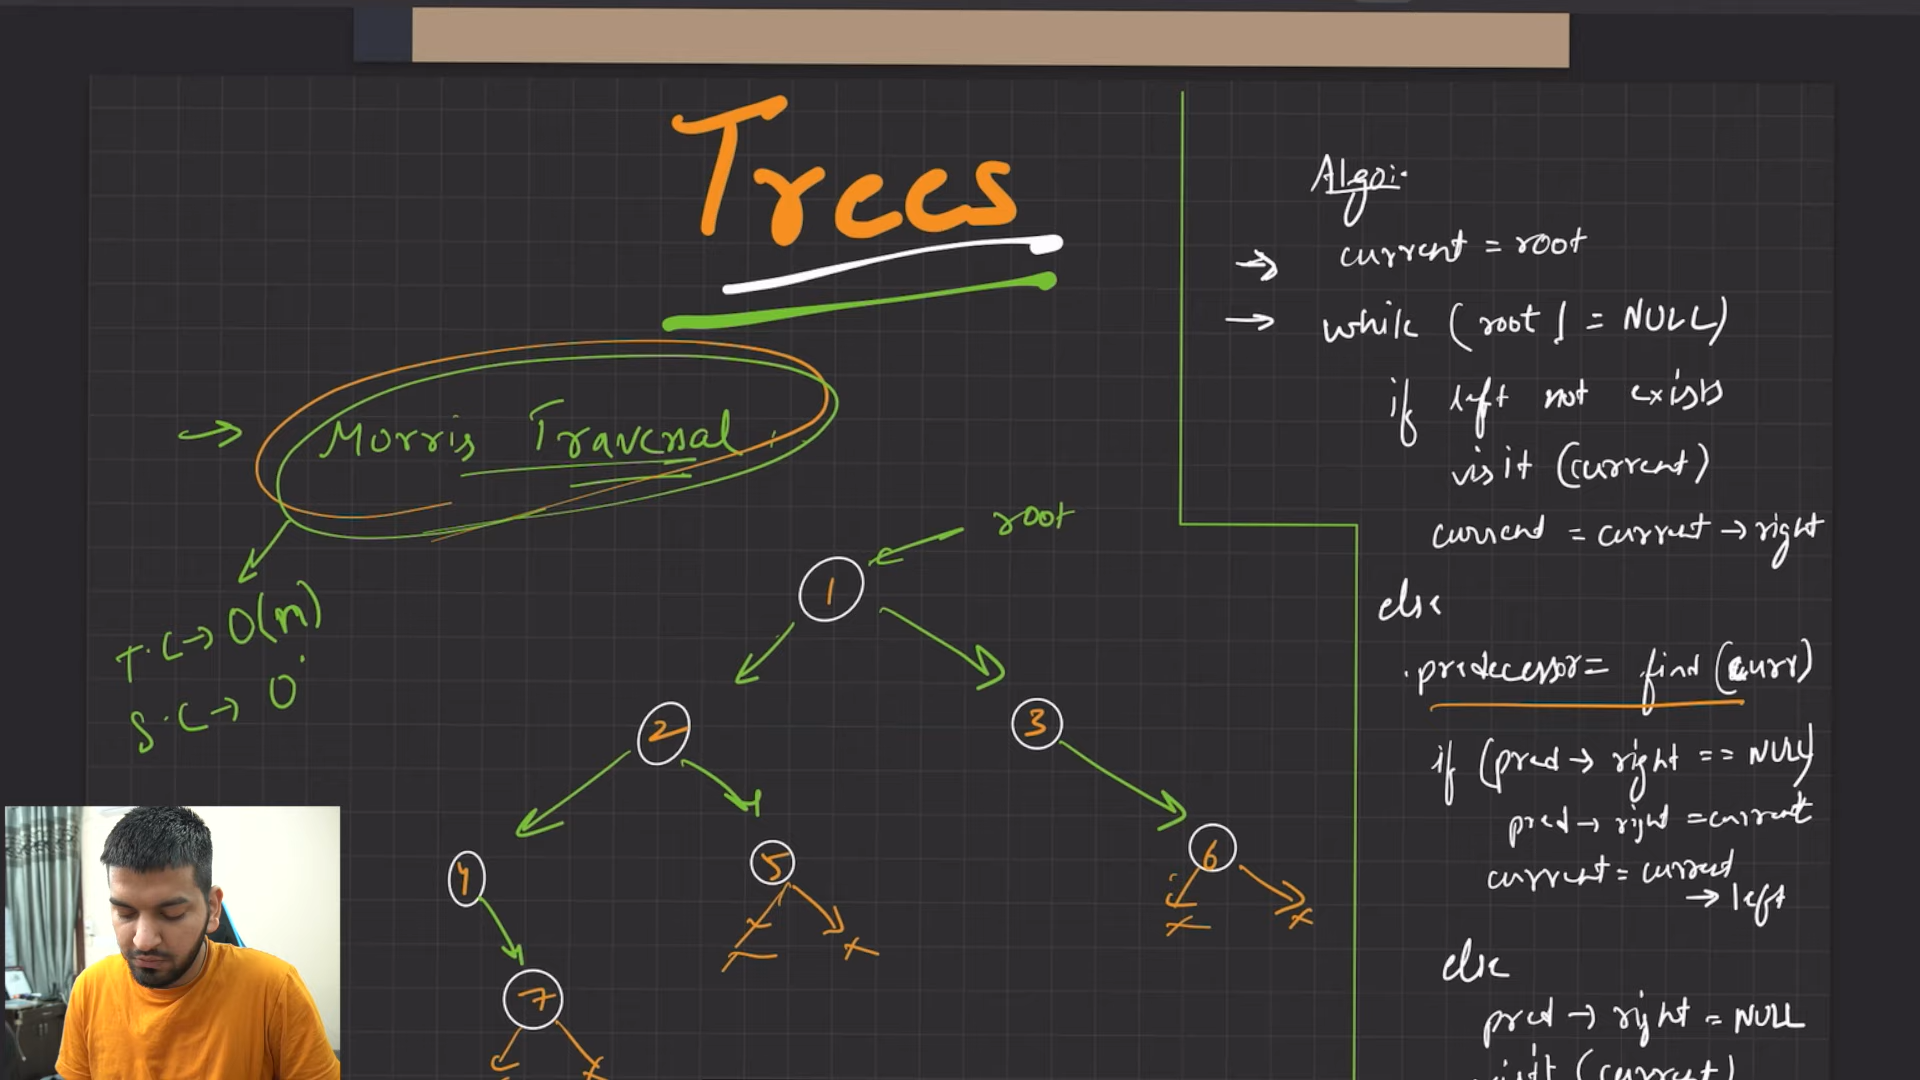 Trees
Morris Traversal
T.C → O(n)
S.C → O
root
1
2
3
4
5
6
7
Algo:-
→ current = root
→ while (root != NULL)
if left not exists
visit (current)
current = current → right
else
predecessor = find (curr)
if (pred → right == NULL)
pred → right = current
current = current
→ left
else
pred → right = NULL
visit (current)